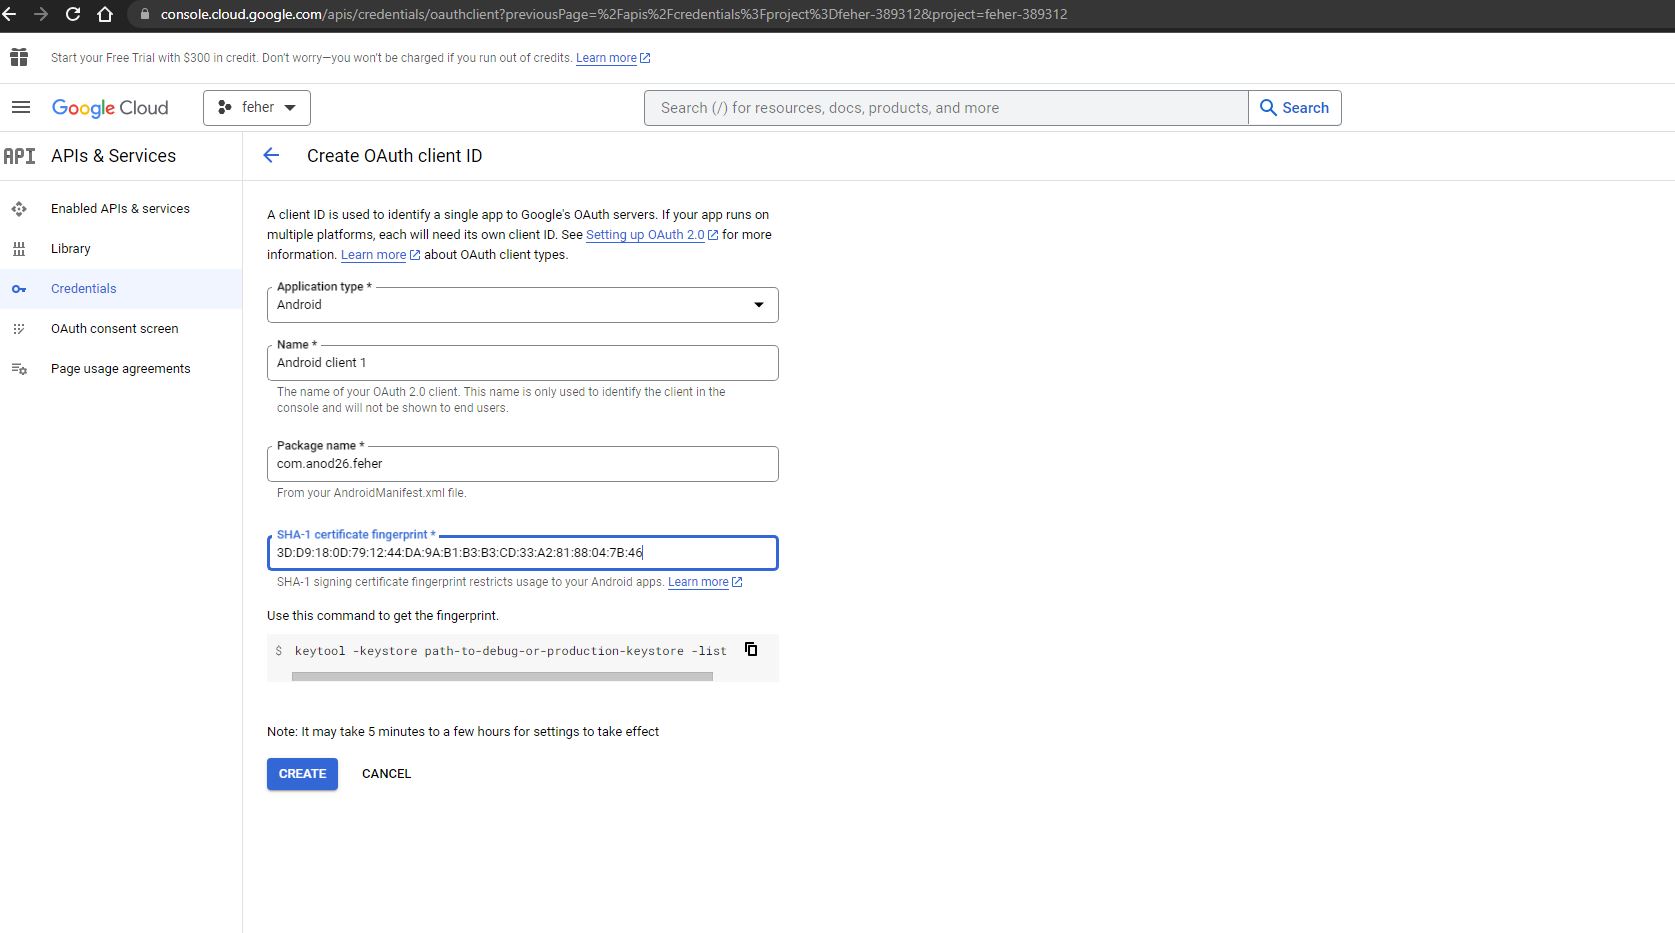 console.cloud.google.com/apis/credentials/oauthclient?previousPage=%2Fapis%2Fcredentials%3Fproject%3Dfeher-389312&project=feher-389312
Start your Free Trial with $300 in credit. Don't worry—you won't be charged if you run out of credits. Learn more
Google Cloud
feher
Search (/) for resources, docs, products, and more
Search
API
APIs & Services
Create OAuth client ID
Enabled APIs & services
Library
Credentials
OAuth consent screen
Page usage agreements
A client ID is used to identify a single app to Google's OAuth servers. If your app runs on
multiple platforms, each will need its own client ID. See Setting up OAuth 2.0 for more
information. Learn more about OAuth client types.
Application type *
Android
Name *
Android client 1
The name of your OAuth 2.0 client. This name is only used to identify the client in the
console and will not be shown to end users.
Package name *
com.anod26.feher
From your AndroidManifest.xml file.
SHA-1 certificate fingerprint *
3D:D9:18:0D:79:12:44:DA:9A:B1:B3:B3:CD:33:A2:81:88:04:7B:46
SHA-1 signing certificate fingerprint restricts usage to your Android apps. Learn more
Use this command to get the fingerprint.
$ keytool -keystore path-to-debug-or-production-keystore -list
Note: It may take 5 minutes to a few hours for settings to take effect
CREATE
CANCEL